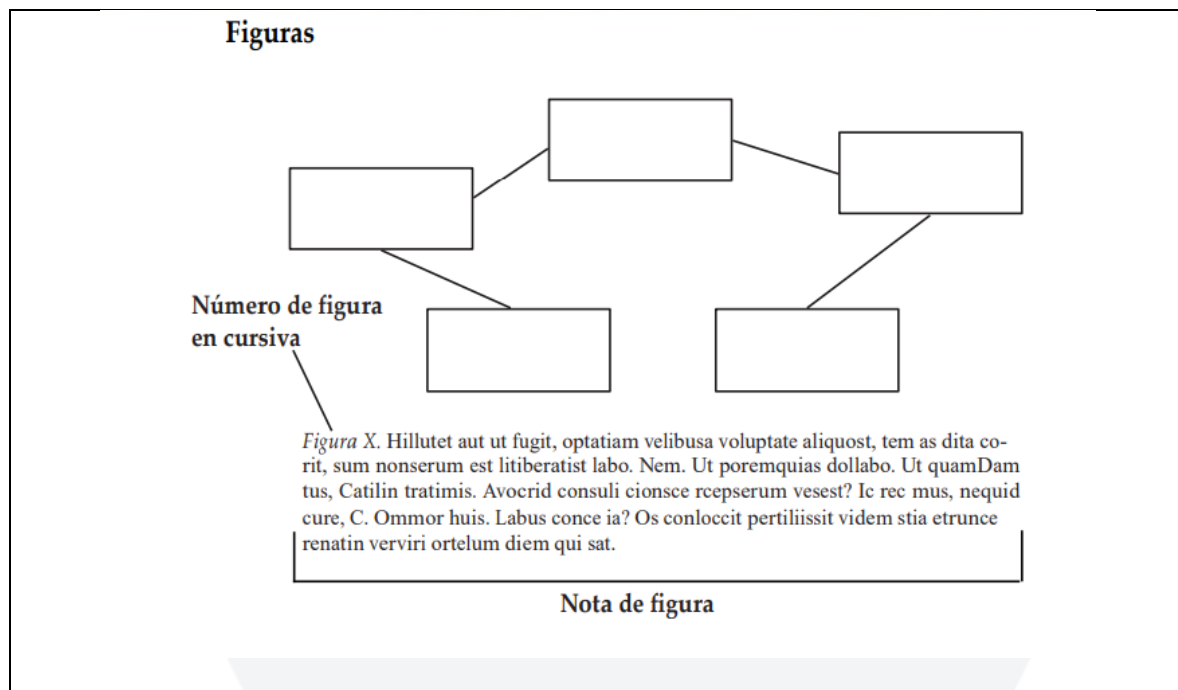 Figuras
Número de figura
en cursiva
Figura X. Hillutet aut ut fugit, optatiam velibusa voluptate aliquost, tem as dita co-
rit, sum nonserum est litiberatist labo. Nem. Ut poremquias dollabo. Ut quamDam
tus, Catilin tratimis. Avocrid consuli cionsce rcepserum vesest? Ic rec mus, nequid
cure, C. Ommor huis. Labus conce ia? Os conloccit pertiliissit videm stia etrunce
renatin verviri ortelum diem qui sat.
Nota de figura